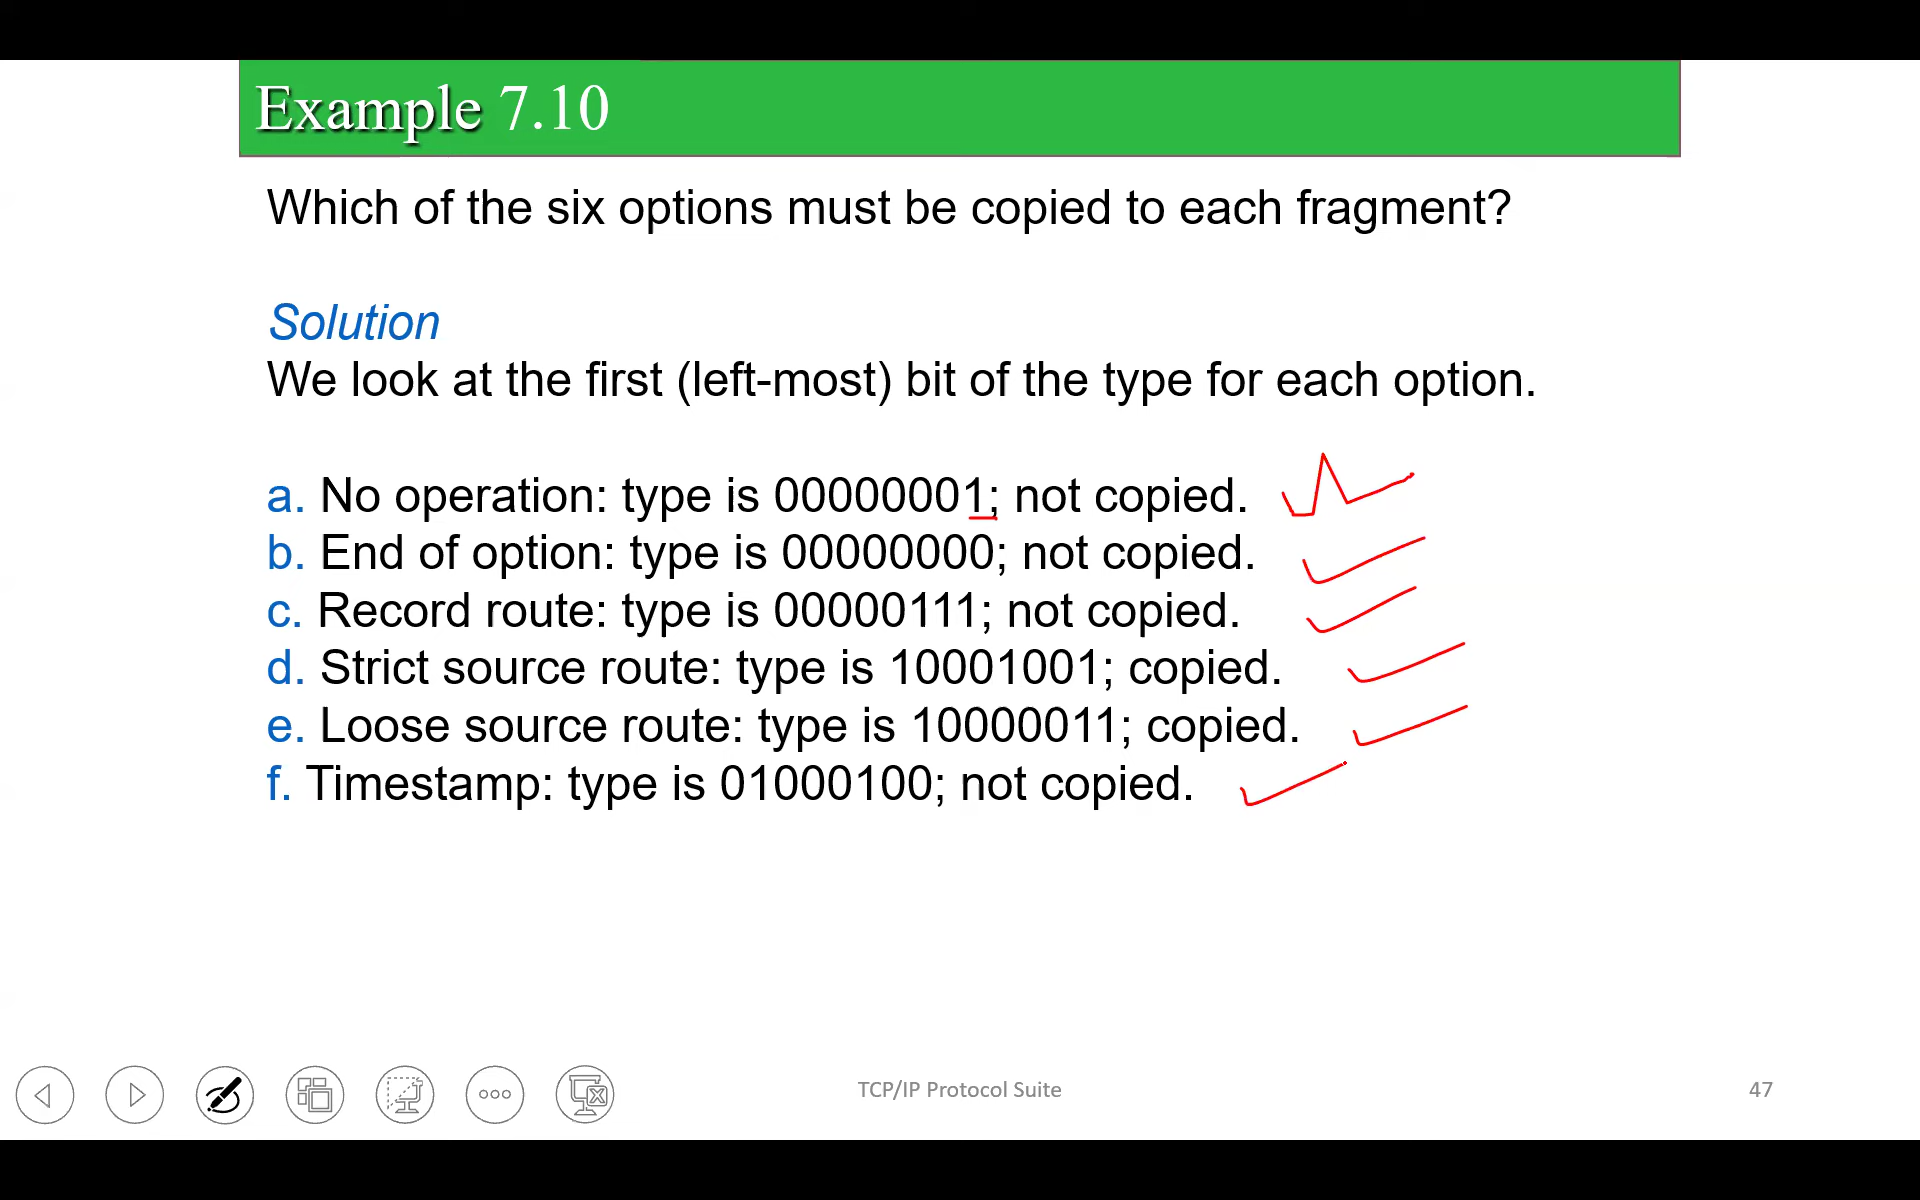 Example 7.10
Which of the six options must be copied to each fragment?
Solution
We look at the first (left-most) bit of the type for each option.
a. No operation: type is 00000001; not copied.
b. End of option: type is 00000000; not copied.
c. Record route: type is 00000111; not copied.
d. Strict source route: type is 10001001; copied.
e. Loose source route: type is 10000011; copied.
f. Timestamp: type is 01000100; not copied.
TCP/IP Protocol Suite
47